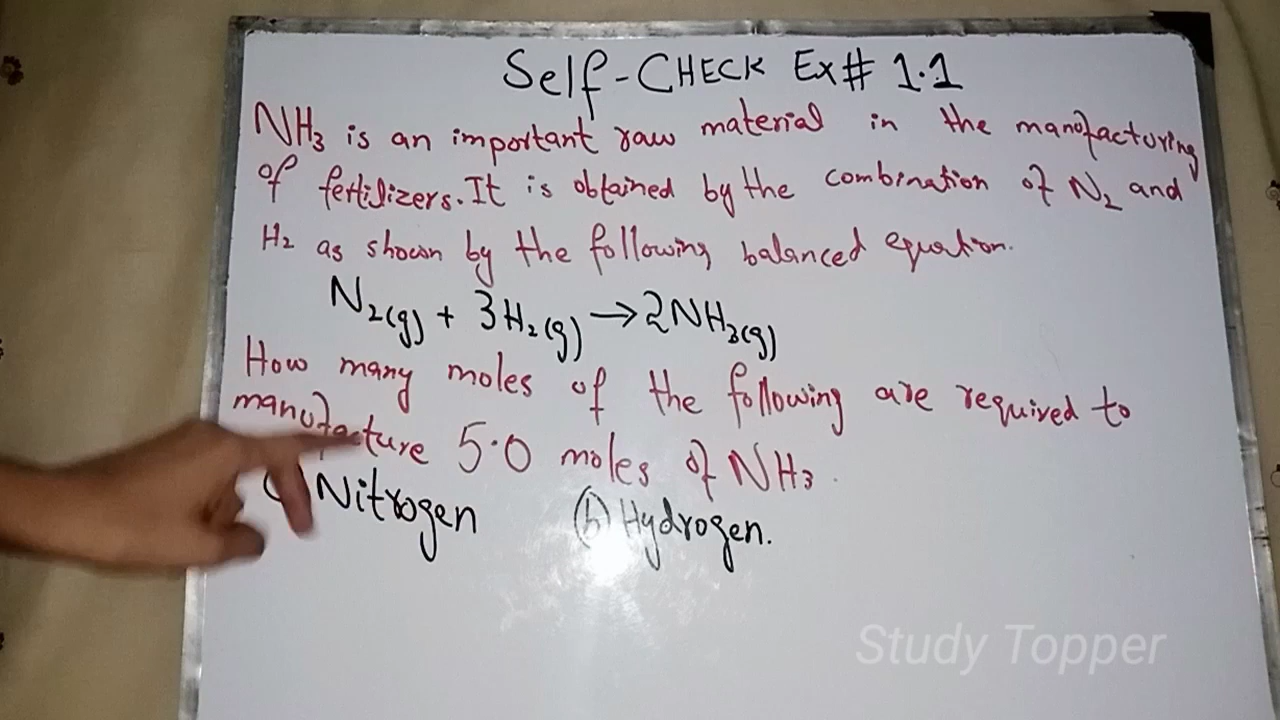 Self-CHECK Ex# 1.1
NH₃ is an important raw material in the manufacturing
of fertilizers. It is obtained by the combination of N₂ and
H₂ as shown by the following balanced equation.
N₂(g) + 3H₂(g) → 2NH₃(g)
How many moles of the following are required to
manufacture 5.0 moles of NH₃.
Nitrogen (b) Hydrogen.
Study Topper